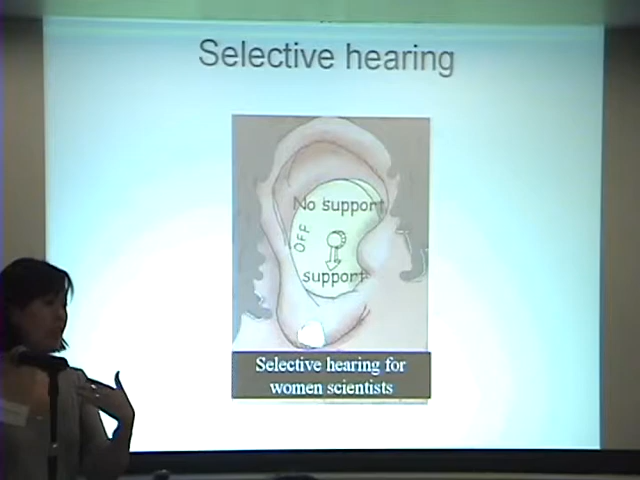 Selective hearing
No support
OFF
support
Selective hearing for
women scientists